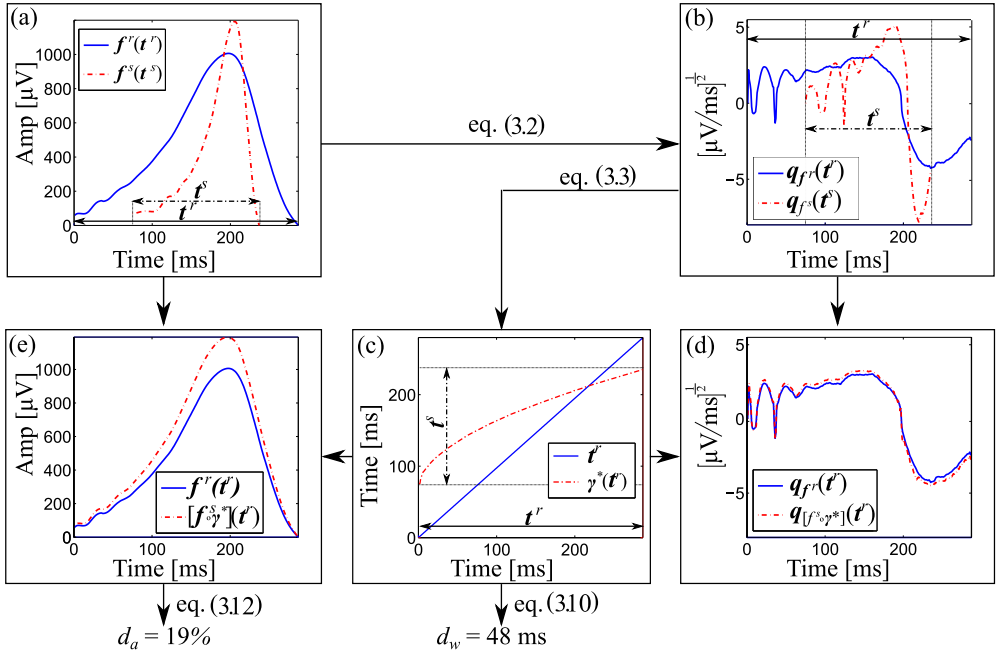 (a)
Amp [µV]
1000
800
600
400
200
0
f^r(t^r)
f^s(t^s)
t^s
t^r
0 100 200
Time [ms]
eq. (3.2)
eq. (3.3)
(b)
[µV/ms]^½
5
0
−5
t^r
t^s
q_{f^r}(t^r)
q_{f^s}(t^s)
0 100 200
Time [ms]
(e)
Amp [µV]
1000
800
600
400
200
0
f^r(t^r)
[f^s∘γ*](t^r)
0 100 200
Time [ms]
eq. (3.12)
d_a = 19%
(c)
Time [ms]
200
100
0
t^s
t^r
γ*(t^r)
t^r
0 100 200
Time [ms]
eq. (3.10)
d_w = 48 ms
(d)
[µV/ms]^½
5
0
−5
q_{f^r}(t^r)
q_{[f^s∘γ*]}(t^r)
0 100 200
Time [ms]